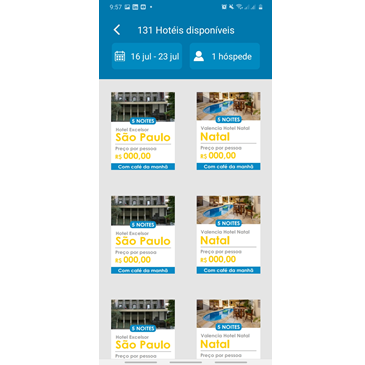 9:57
131 Hotéis disponíveis
16 jul - 23 jul
1 hóspede
5 NOITES
Hotel Excelsor
São Paulo
Preço por pessoa
R$ 000,00
Com café da manhã
5 NOITES
Valencia Hotel Natal
Natal
Preço por pessoa
R$ 000,00
Com café da manhã
5 NOITES
Hotel Excelsor
São Paulo
Preço por pessoa
R$ 000,00
Com café da manhã
5 NOITES
Valencia Hotel Natal
Natal
Preço por pessoa
R$ 000,00
Com café da manhã
5 NOITES
Hotel Excelsor
São Paulo
Preço por pessoa
5 NOITES
Valencia Hotel Natal
Natal
Preço por pessoa